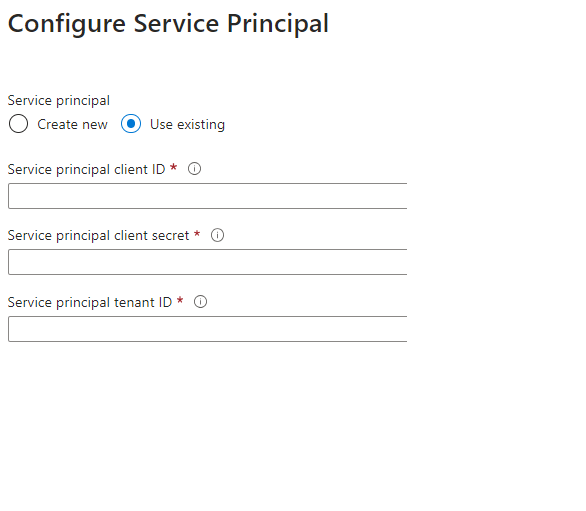 Configure Service Principal
Service principal
Create new Use existing
Service principal client ID *
Service principal client secret *
Service principal tenant ID *